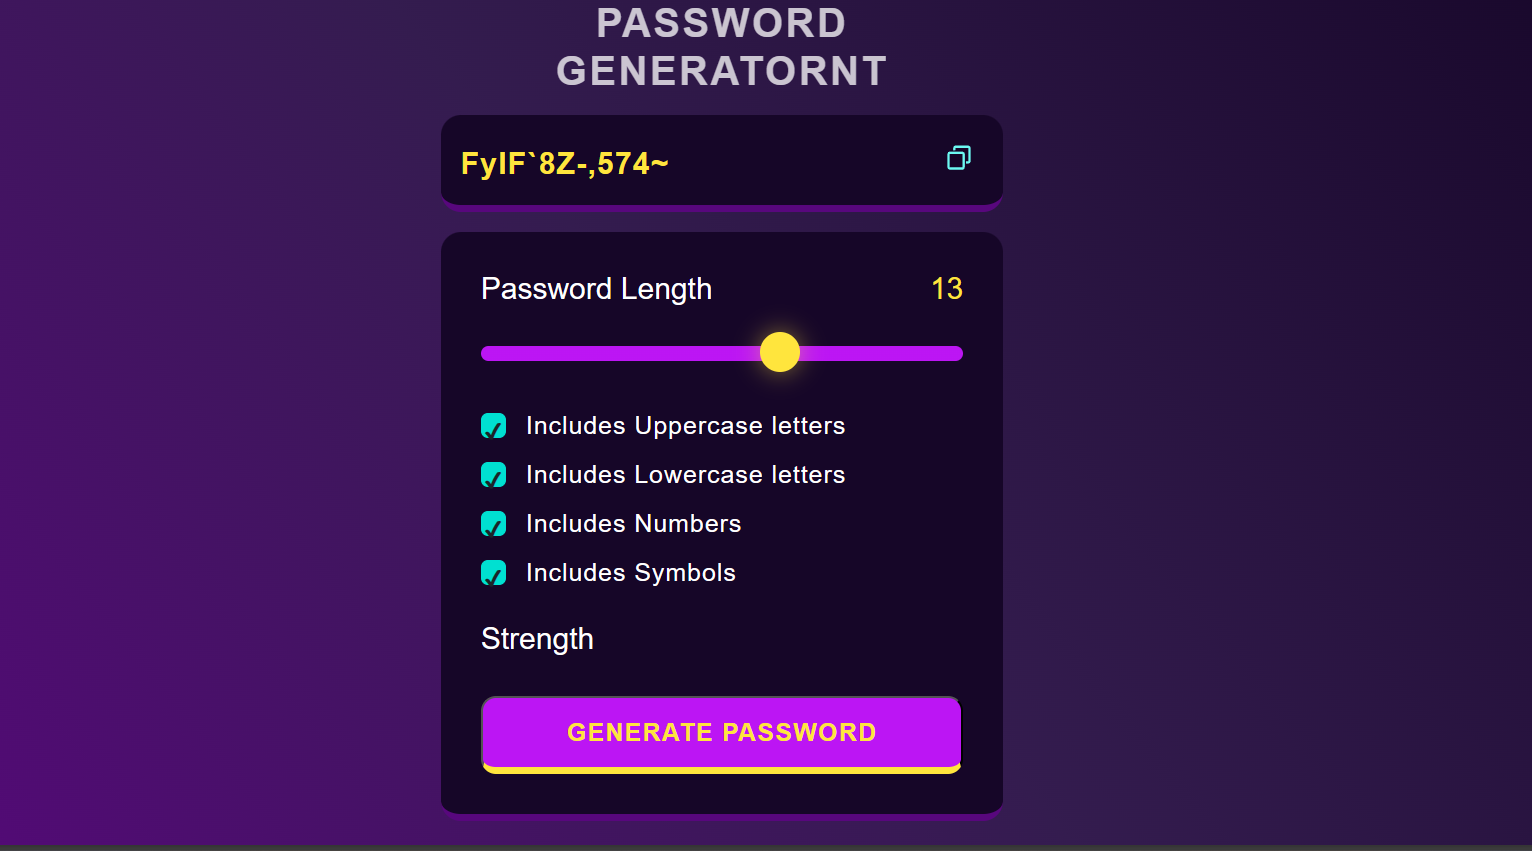 PASSWORD
GENERATORNT
FylF`8Z-,574~
Password Length 13
Includes Uppercase letters
Includes Lowercase letters
Includes Numbers
Includes Symbols
Strength
GENERATE PASSWORD